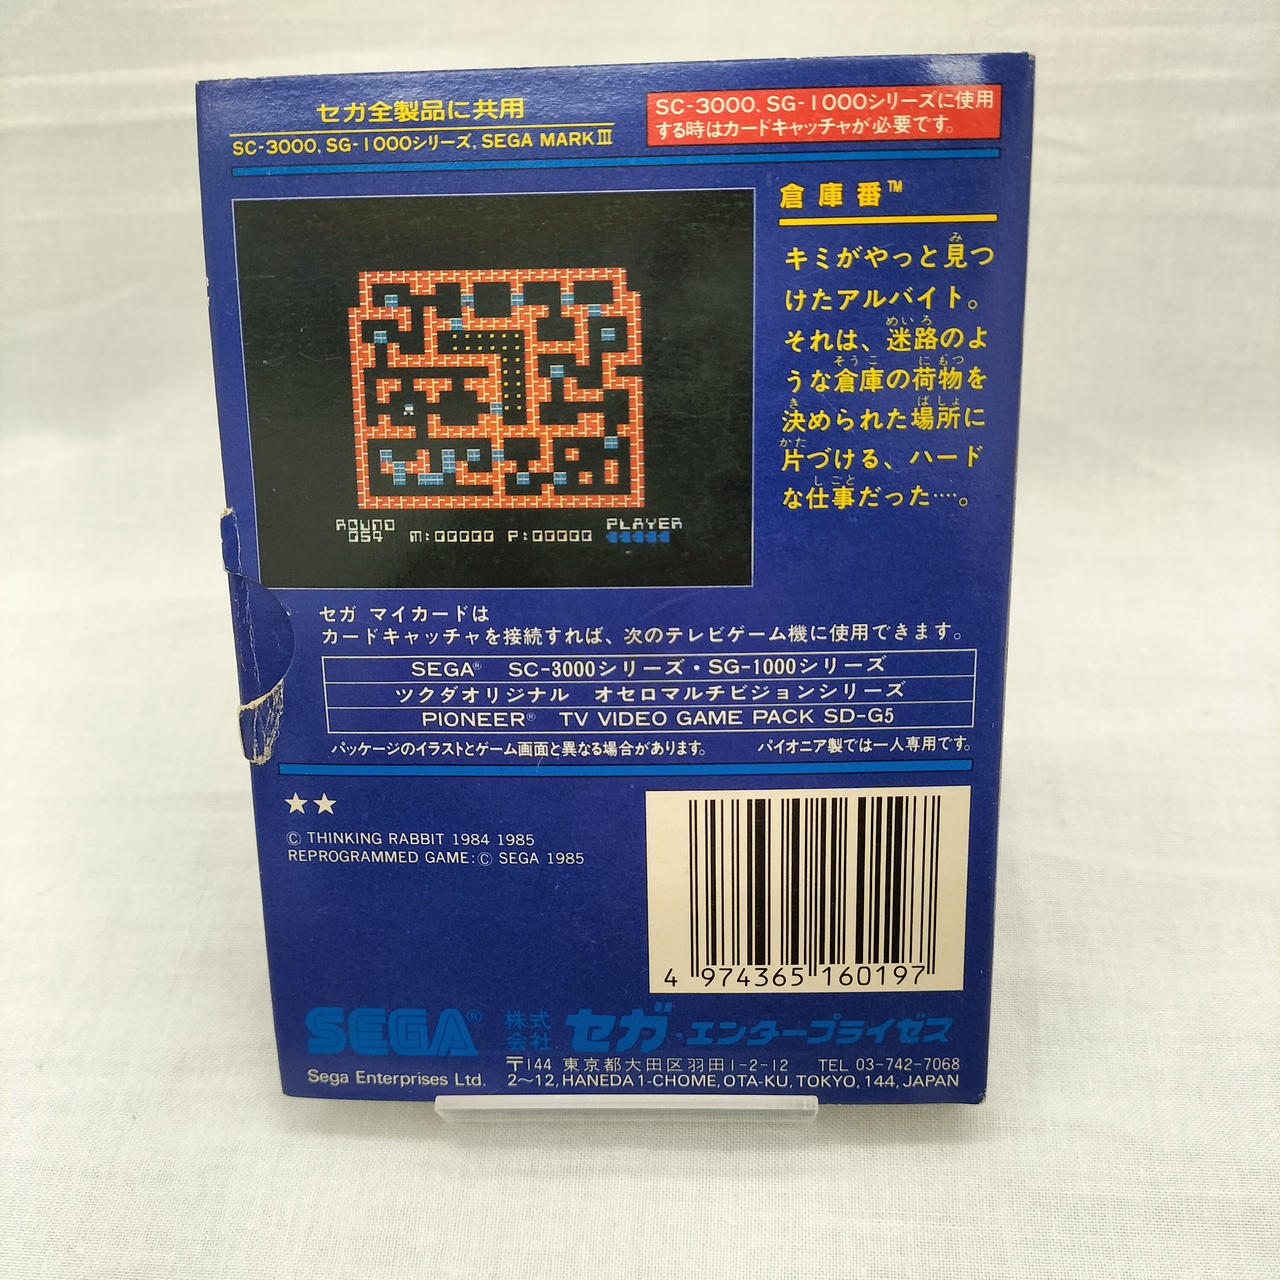 セガ全製品に共用
SC-3000, SG-1000シリーズ, SEGA MARK III
SC-3000, SG-1000シリーズに使用
する時はカードキャッチャが必要です。
倉庫番™
キミがやっと見つ
けたアルバイト。
それは、迷路のよ
うな倉庫の荷物を
決められた場所に
片づける、ハード
な仕事だった……。
ROUND
054 M:00000 P:00000
PLAYER
セガ マイカードは
カードキャッチャを接続すれば、次のテレビゲーム機に使用できます。
SEGA® SC-3000シリーズ・SG-1000シリーズ
ツクダオリジナル オセロマルチビジョンシリーズ
PIONEER® TV VIDEO GAME PACK SD-G5
パッケージのイラストとゲーム画面と異なる場合があります。 パイオニア製では一人専用です。
★★
© THINKING RABBIT 1984 1985
REPROGRAMMED GAME:© SEGA 1985
4 974365 160197
SEGA® 株式会社 セガ・エンタープライゼス
〒144 東京都大田区羽田1-2-12 TEL 03-742-7068
Sega Enterprises Ltd. 2〜12, HANEDA 1-CHOME, OTA-KU, TOKYO, 144, JAPAN